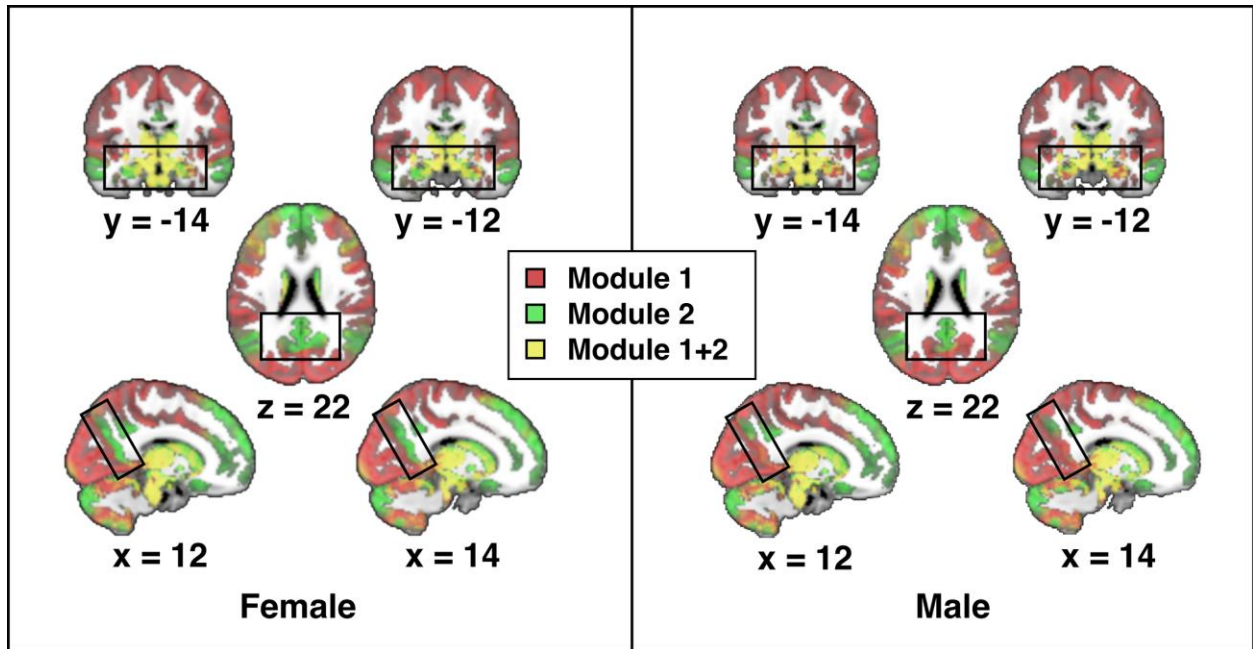 y = -14
y = -12
z = 22
x = 12
x = 14
Female
Module 1
Module 2
Module 1+2
y = -14
y = -12
z = 22
x = 12
x = 14
Male